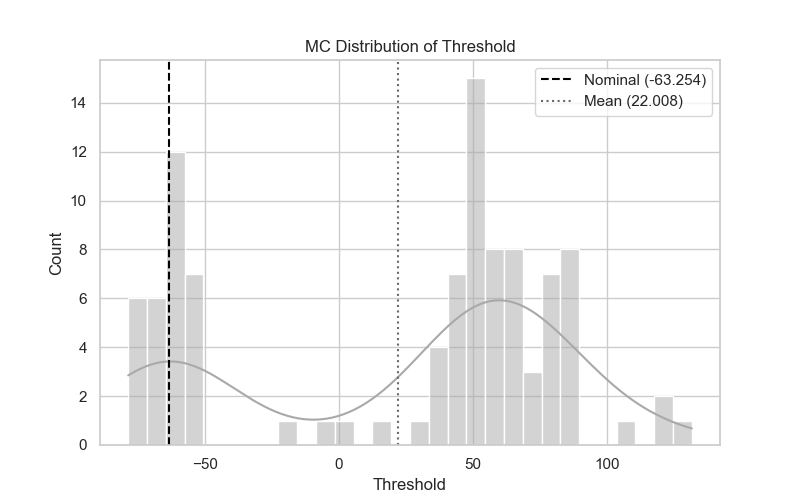 MC Distribution of Threshold
Nominal (-63.254)
Mean (22.008)
Count
14
12
10
8
6
4
2
0
−50
0
50
100
Threshold